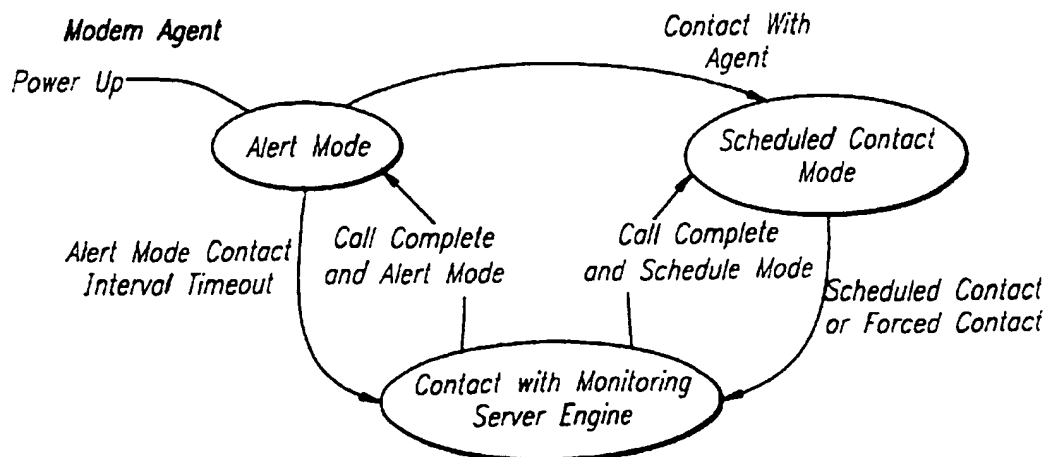 Modem Agent
Power Up
Contact With
Agent
Alert Mode
Scheduled Contact
Mode
Alert Mode Contact
Interval Timeout
Call Complete
and Alert Mode
Call Complete
and Schedule Mode
Scheduled Contact
or Forced Contact
Contact with Monitoring
Server Engine